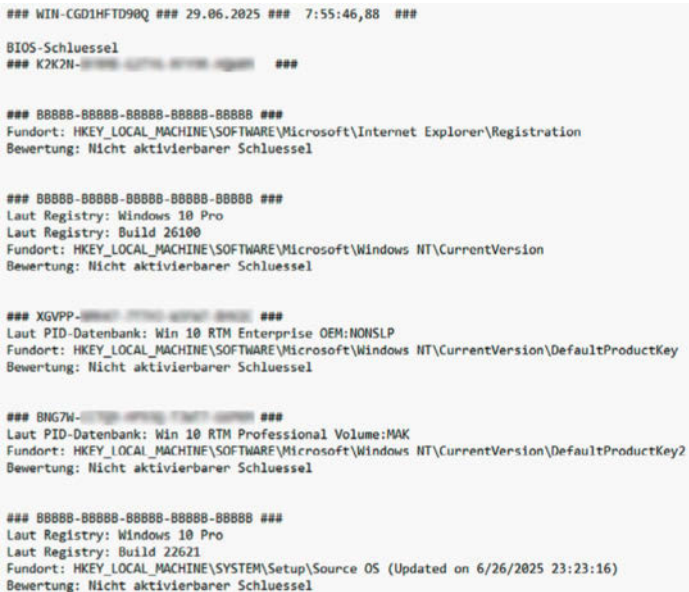 ### WIN-CGD1HFTD90Q ### 29.06.2025 ### 7:55:46,88 ###
BIOS-Schluessel
### K2K2N- ###
### BBBBB-BBBBB-BBBBB-BBBBB-BBBBB ###
Fundort: HKEY_LOCAL_MACHINE\SOFTWARE\Microsoft\Internet Explorer\Registration
Bewertung: Nicht aktivierbarer Schluessel
### BBBBB-BBBBB-BBBBB-BBBBB-BBBBB ###
Laut Registry: Windows 10 Pro
Laut Registry: Build 26100
Fundort: HKEY_LOCAL_MACHINE\SOFTWARE\Microsoft\Windows NT\CurrentVersion
Bewertung: Nicht aktivierbarer Schluessel
### XGVPP- ###
Laut PID-Datenbank: Win 10 RTM Enterprise OEM:NONSLP
Fundort: HKEY_LOCAL_MACHINE\SOFTWARE\Microsoft\Windows NT\CurrentVersion\DefaultProductKey
Bewertung: Nicht aktivierbarer Schluessel
### BNG7W- ###
Laut PID-Datenbank: Win 10 RTM Professional Volume:MAK
Fundort: HKEY_LOCAL_MACHINE\SOFTWARE\Microsoft\Windows NT\CurrentVersion\DefaultProductKey2
Bewertung: Nicht aktivierbarer Schluessel
### BBBBB-BBBBB-BBBBB-BBBBB-BBBBB ###
Laut Registry: Windows 10 Pro
Laut Registry: Build 22621
Fundort: HKEY_LOCAL_MACHINE\SYSTEM\Setup\Source OS (Updated on 6/26/2025 23:23:16)
Bewertung: Nicht aktivierbarer Schluessel